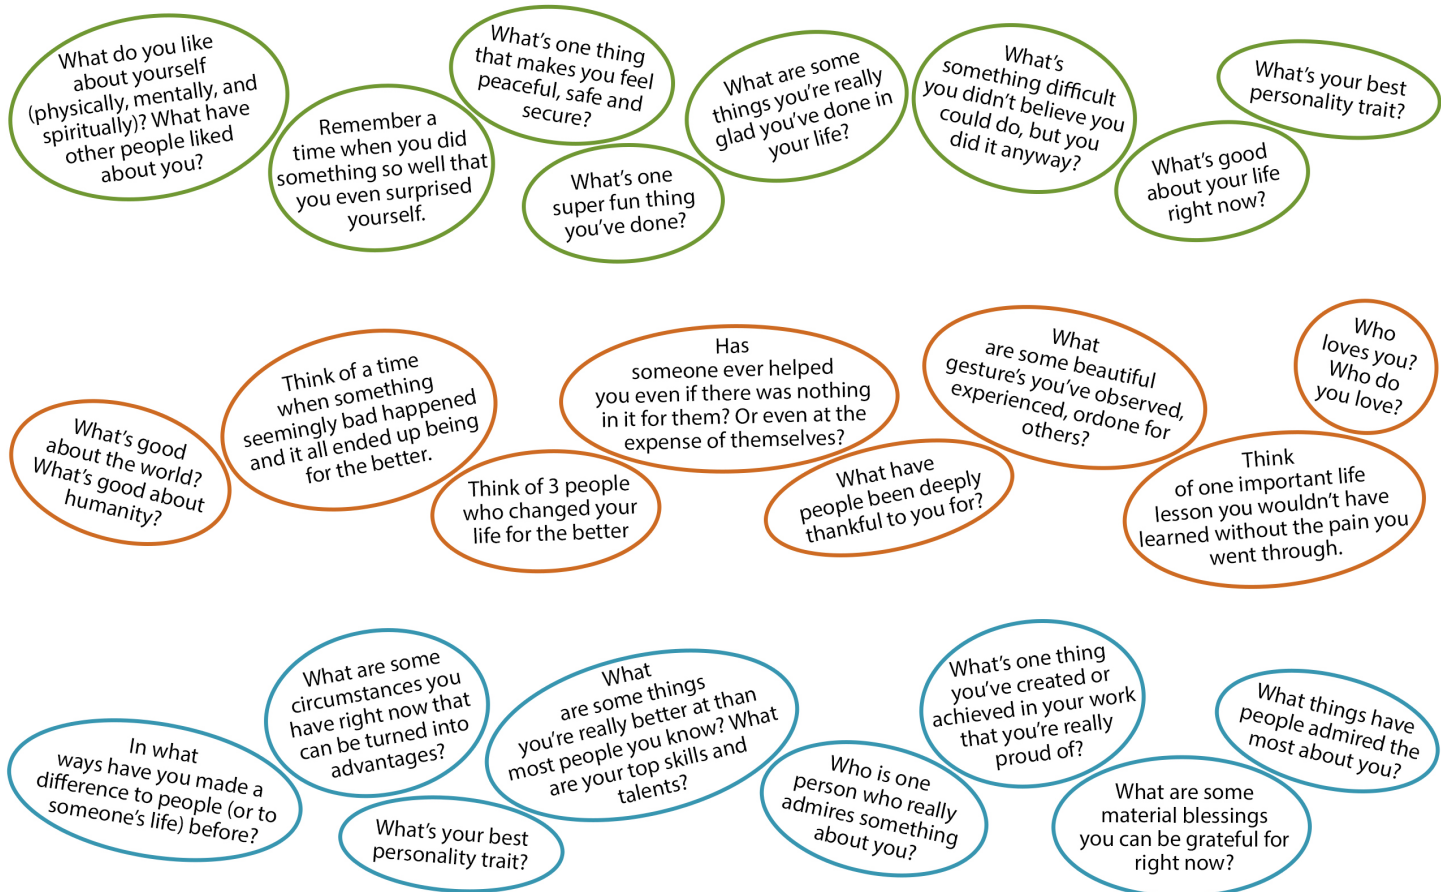 What do you like
about yourself
(physically, mentally, and
spiritually)? What have
other people liked
about you?
Remember a
time when you did
something so well that
you even surprised
yourself.
What's one thing
that makes you feel
peaceful, safe and
secure?
What's one
super fun thing
you've done?
What are some
things you're really
glad you've done in
your life?
What's
something difficult
you didn't believe you
could do, but you
did it anyway?
What's good
about your life
right now?
What's your best
personality trait?
What's good
about the world?
What's good about
humanity?
Think of a time
when something
seemingly bad happened
and it all ended up being
for the better.
Think of 3 people
who changed your
life for the better
Has
someone ever helped
you even if there was nothing
in it for them? Or even at the
expense of themselves?
What have
people been deeply
thankful to you for?
What
are some beautiful
gesture's you've observed,
experienced, ordone for
others?
Think
of one important life
lesson you wouldn't have
learned without the pain you
went through.
Who
loves you?
Who do
you love?
In what
ways have you made a
difference to people (or to
someone's life) before?
What are some
circumstances you
have right now that
can be turned into
advantages?
What's your best
personality trait?
What
are some things
you're really better at than
most people you know? What
are your top skills and
talents?
Who is one
person who really
admires something
about you?
What's one thing
you've created or
achieved in your work
that you're really
proud of?
What are some
material blessings
you can be grateful for
right now?
What things have
people admired the
most about you?